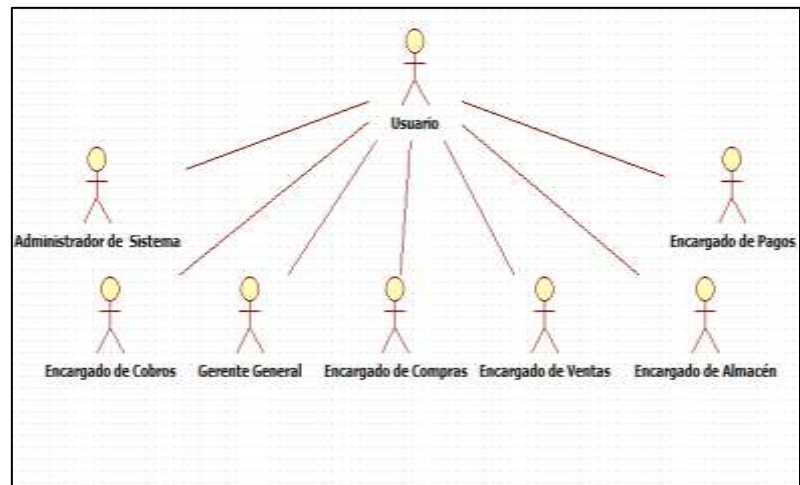 Usuario
Administrador de Sistema
Encargado de Pagos
Encargado de Cobros
Gerente General
Encargado de Compras
Encargado de Ventas
Encargado de Almacén